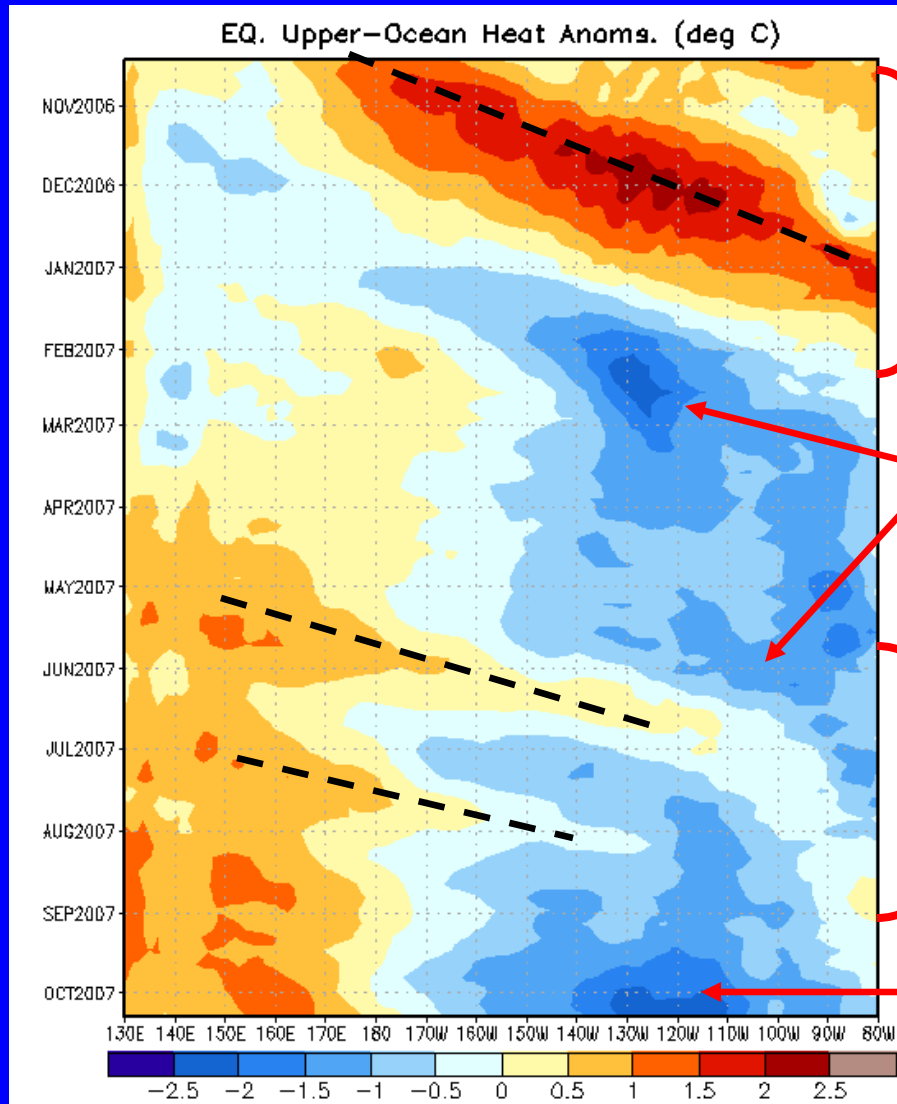 EQ. Upper-Ocean Heat Anoms. (deg C)
NOV2006
DEC2006
JAN2007
FEB2007
MAR2007
APR2007
MAY2007
JUN2007
JUL2007
AUG2007
SEP2007
OCT2007
130E 140E 150E 160E 170E 180 170W 160W 150W 140W 130W 120W 110W 100W 90W 80W
-2.5 -2 -1.5 -1 -0.5 0 0.5 1 1.5 2 2.5